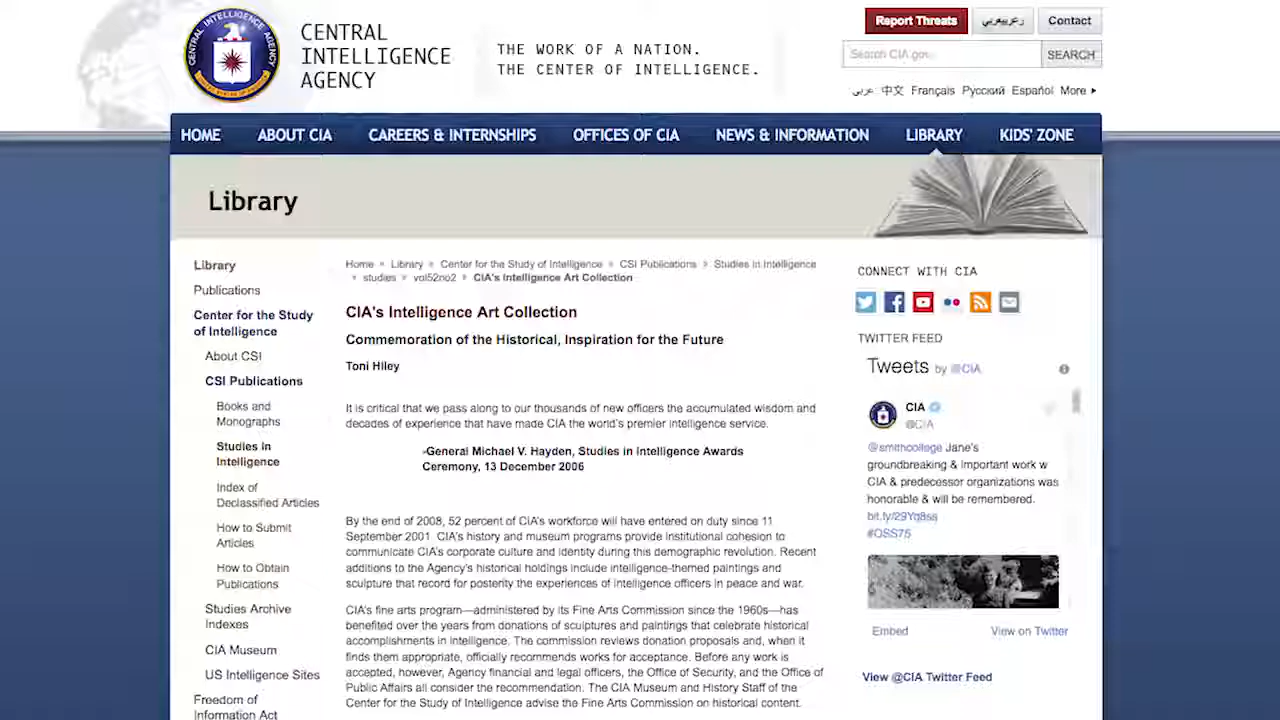 CENTRAL
INTELLIGENCE
AGENCY
THE WORK OF A NATION.
THE CENTER OF INTELLIGENCE.
Report Threats
Contact
Search CIA.gov...
SEARCH
عربي 中文 Français Русский Español More
HOME ABOUT CIA CAREERS & INTERNSHIPS OFFICES OF CIA NEWS & INFORMATION LIBRARY KIDS' ZONE
Library
Library
Publications
Center for the Study
of Intelligence
About CSI
CSI Publications
Books and
Monographs
Studies in
Intelligence
Index of
Declassified Articles
How to Submit
Articles
How to Obtain
Publications
Studies Archive
Indexes
CIA Museum
US Intelligence Sites
Freedom of
Information Act
Home » Library » Center for the Study of Intelligence » CSI Publications » Studies in Intelligence
» studies » vol52no2 » CIA's Intelligence Art Collection
CIA's Intelligence Art Collection
Commemoration of the Historical, Inspiration for the Future
Toni Hiley
It is critical that we pass along to our thousands of new officers the accumulated wisdom and
decades of experience that have made CIA the world's premier intelligence service.
-General Michael V. Hayden, Studies in Intelligence Awards
Ceremony, 13 December 2006
By the end of 2008, 52 percent of CIA's workforce will have entered on duty since 11
September 2001. CIA's history and museum programs provide institutional cohesion to
communicate CIA's corporate culture and identity during this demographic revolution. Recent
additions to the Agency's historical holdings include intelligence-themed paintings and
sculpture that record for posterity the experiences of intelligence officers in peace and war.
CIA's fine arts program—administered by its Fine Arts Commission since the 1960s—has
benefited over the years from donations of sculptures and paintings that celebrate historical
accomplishments in intelligence. The commission reviews donation proposals and, when it
finds them appropriate, officially recommends works for acceptance. Before any work is
accepted, however, Agency financial and legal officers, the Office of Security, and the Office of
Public Affairs all consider the recommendation. The CIA Museum and History Staff of the
Center for the Study of Intelligence advise the Fine Arts Commission on historical content.
CONNECT WITH CIA
TWITTER FEED
Tweets by @CIA
CIA
@CIA
@smithcollege Jane's
groundbreaking & important work w
CIA & predecessor organizations was
honorable & will be remembered.
bit.ly/29Yq8ss
#OSS75
Embed
View on Twitter
View @CIA Twitter Feed